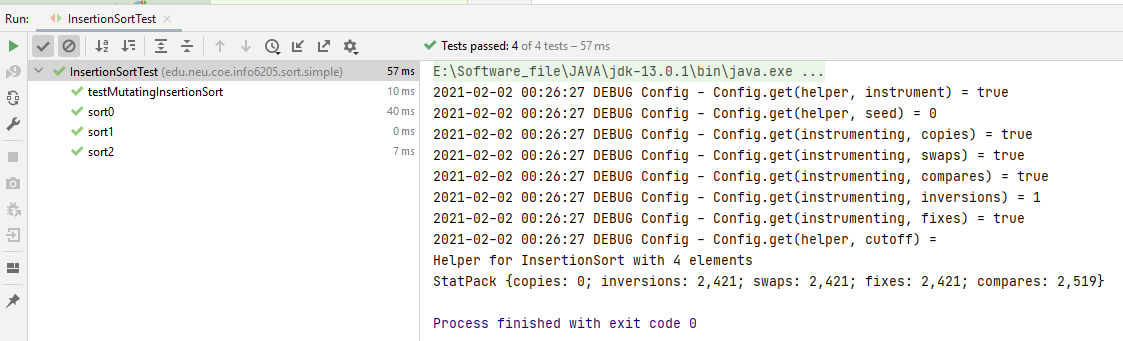 Run: InsertionSortTest
Tests passed: 4 of 4 tests – 57 ms
InsertionSortTest (edu.neu.coe.info6205.sort.simple) 57 ms
testMutatingInsertionSort 10 ms
sort0 40 ms
sort1 0 ms
sort2 7 ms
E:\Software_file\JAVA\jdk-13.0.1\bin\java.exe ...
2021-02-02 00:26:27 DEBUG Config - Config.get(helper, instrument) = true
2021-02-02 00:26:27 DEBUG Config - Config.get(helper, seed) = 0
2021-02-02 00:26:27 DEBUG Config - Config.get(instrumenting, copies) = true
2021-02-02 00:26:27 DEBUG Config - Config.get(instrumenting, swaps) = true
2021-02-02 00:26:27 DEBUG Config - Config.get(instrumenting, compares) = true
2021-02-02 00:26:27 DEBUG Config - Config.get(instrumenting, inversions) = 1
2021-02-02 00:26:27 DEBUG Config - Config.get(instrumenting, fixes) = true
2021-02-02 00:26:27 DEBUG Config - Config.get(helper, cutoff) =
Helper for InsertionSort with 4 elements
StatPack {copies: 0; inversions: 2,421; swaps: 2,421; fixes: 2,421; compares: 2,519}
Process finished with exit code 0